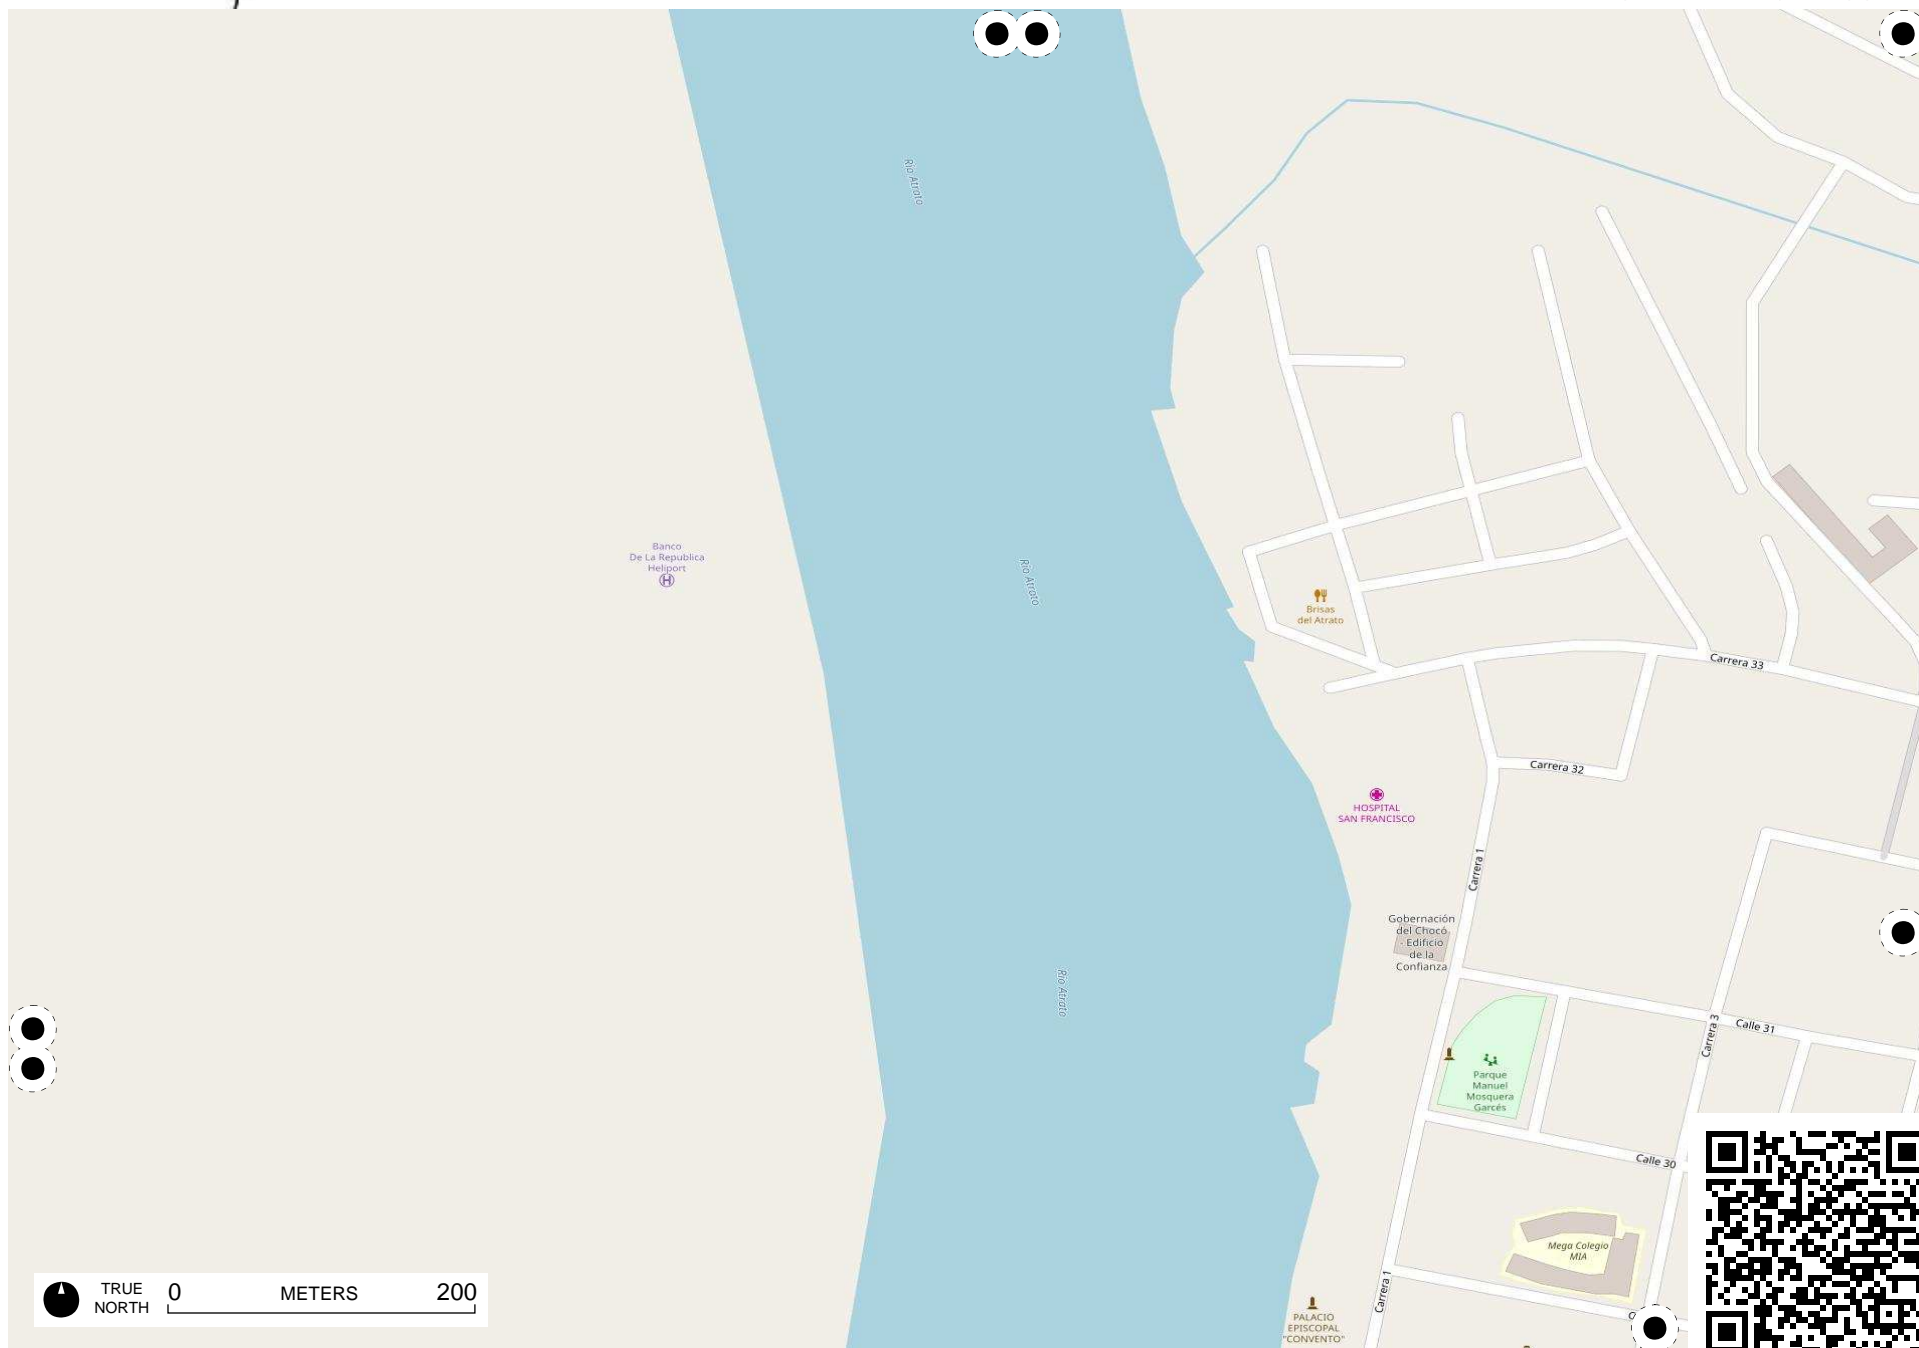 Río Atrato
Banco
De La Republica
Heliport
Río Atrato
Brisas
del Atrato
Carrera 33
Carrera 32
HOSPITAL
SAN FRANCISCO
Carrera 1
Gobernación
del Chocó
- Edificio
de la
Confianza
Río Atrato
Calle 31
Carrera 3
Parque
Manuel
Mosquera
Garcés
Calle 30
Mega Colegio
MIA
Carrera 1
PALACIO
EPISCOPAL
"CONVENTO"
TRUE
NORTH
0 METERS 200